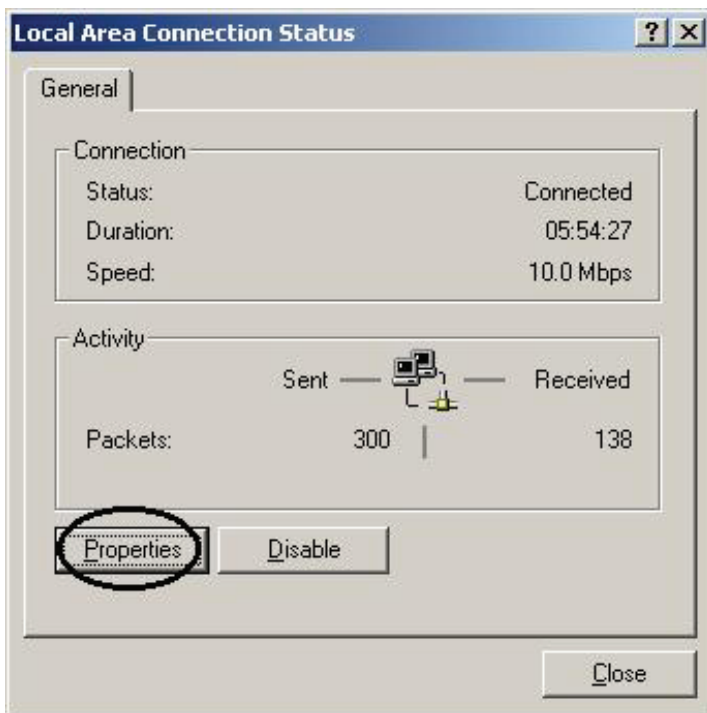 Local Area Connection Status
General
Connection
Status: Connected
Duration: 05:54:27
Speed: 10.0 Mbps
Activity
Sent Received
Packets: 300 138
Properties Disable
Close